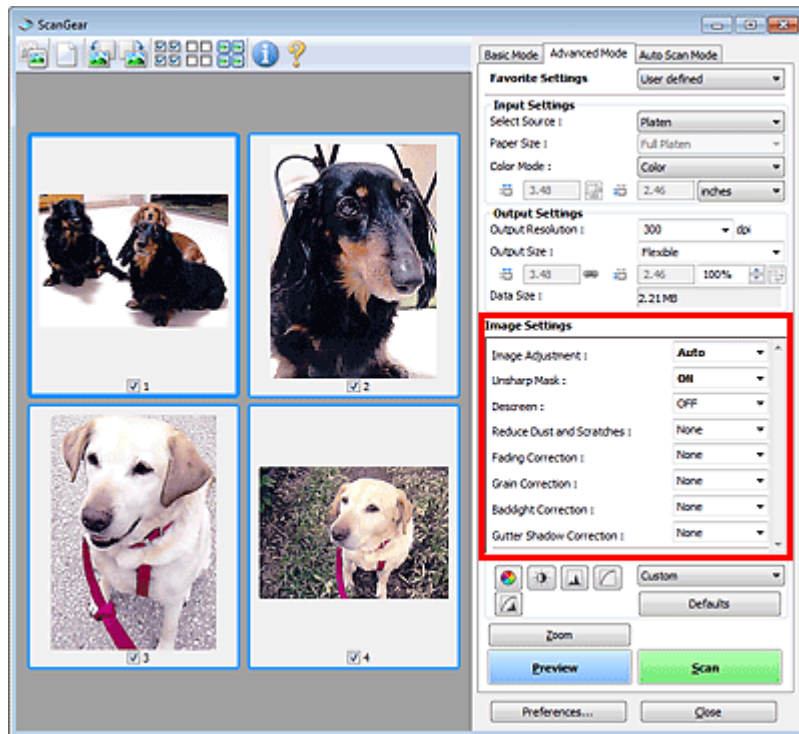 ScanGear
Basic Mode Advanced Mode Auto Scan Mode
Favorite Settings User defined
Input Settings
Select Source : Platen
Paper Size : Full Platen
Color Mode : Color
3.48 2.46 inches
Output Settings
Output Resolution : 300 dpi
Output Size : Flexible
3.48 2.46 100%
Data Size : 2.21 MB
Image Settings
Image Adjustment : Auto
Unsharp Mask : ON
Descreen : OFF
Reduce Dust and Scratches : None
Fading Correction : None
Grain Correction : None
Backlight Correction : None
Gutter Shadow Correction : None
Custom
Defaults
Zoom
Preview Scan
Preferences... Close
1
2
3
4